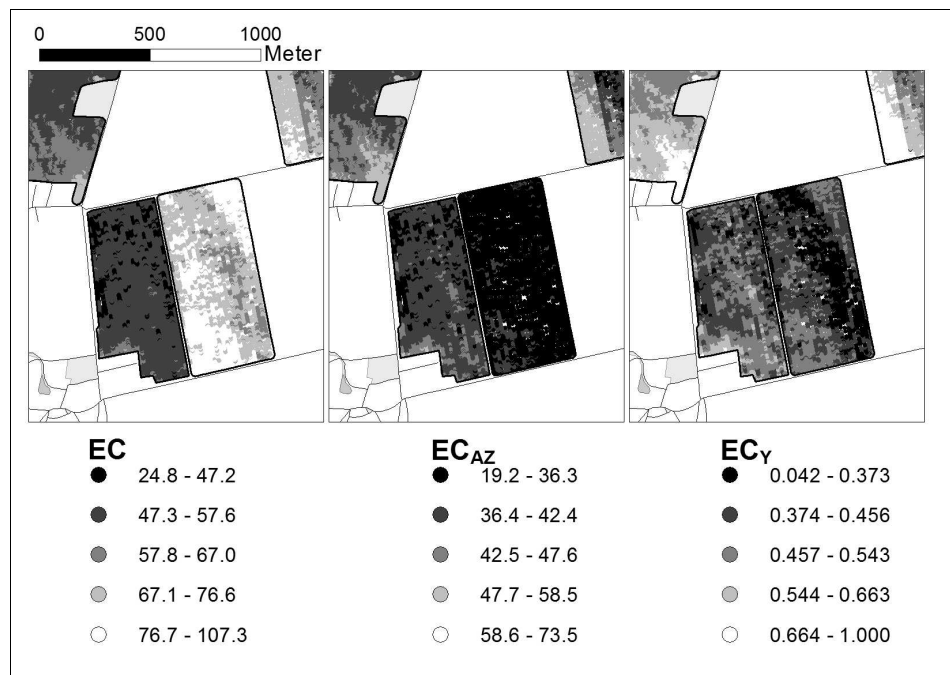 0 500 1000
Meter
EC
24.8 - 47.2
47.3 - 57.6
57.8 - 67.0
67.1 - 76.6
76.7 - 107.3
EC_AZ
19.2 - 36.3
36.4 - 42.4
42.5 - 47.6
47.7 - 58.5
58.6 - 73.5
EC_Y
0.042 - 0.373
0.374 - 0.456
0.457 - 0.543
0.544 - 0.663
0.664 - 1.000